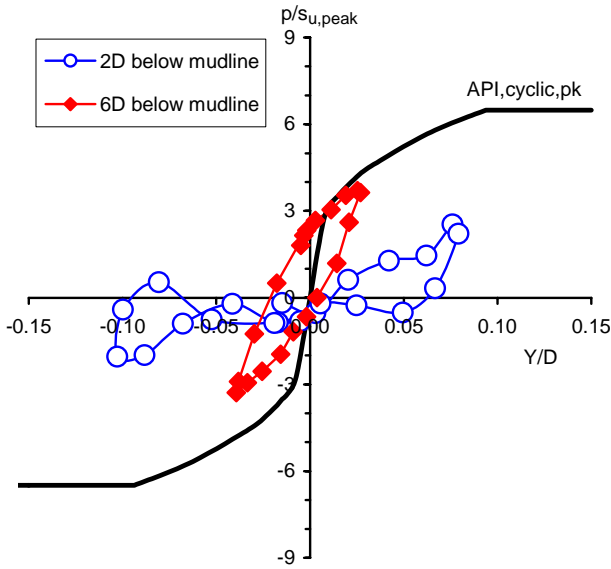 p/su,peak
9
2D below mudline
6D below mudline
API,cyclic,pk
6
3
0
-0.15
-0.10
-0.05
0.00
0.05
0.10
0.15
Y/D
-3
-6
-9